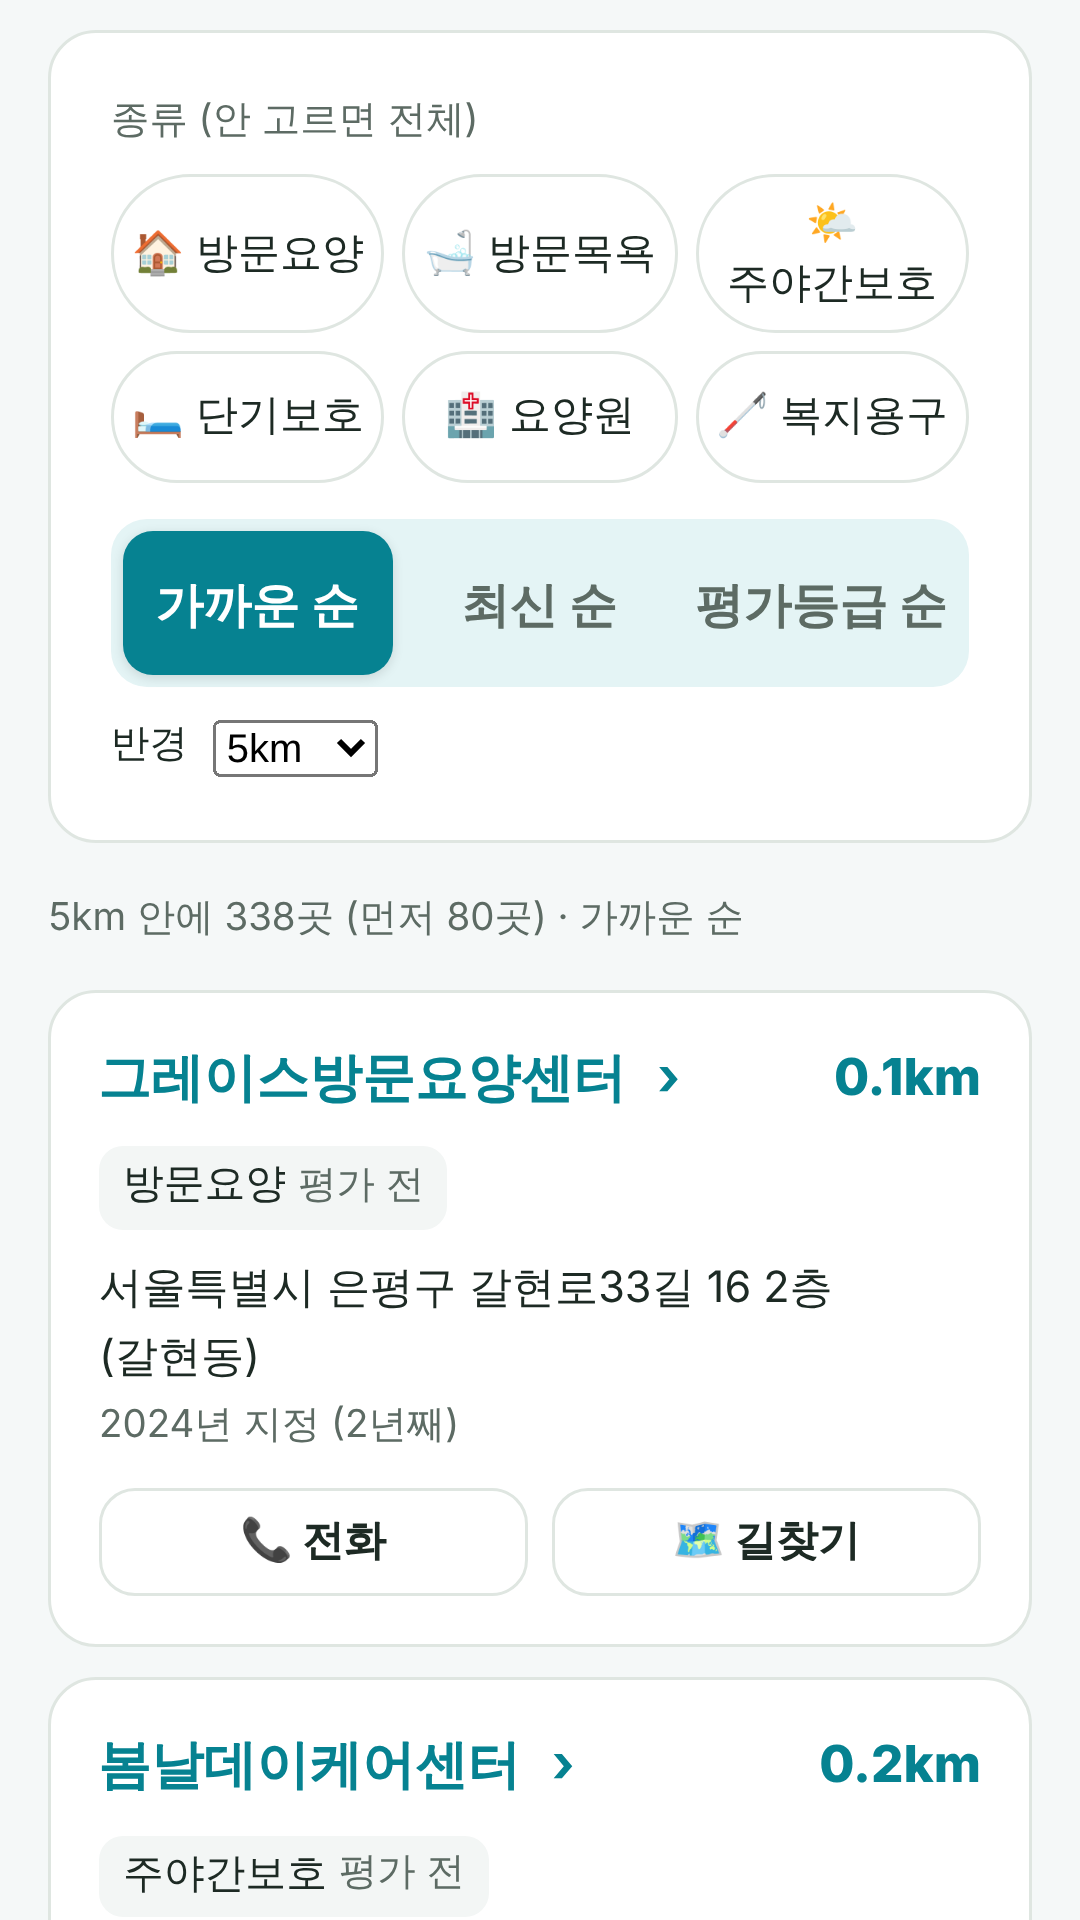 종류 (안 고르면 전체)
🏠 방문요양
🛁 방문목욕
🌤️ 주야간보호
🛏️ 단기보호
🏥 요양원
🦯 복지용구
가까운 순
최신 순
평가등급 순
반경 5km
5km 안에 338곳 (먼저 80곳) · 가까운 순
그레이스방문요양센터 › 0.1km
방문요양 평가 전
서울특별시 은평구 갈현로33길 16 2층
(갈현동)
2024년 지정 (2년째)
📞 전화
🗺️ 길찾기
봄날데이케어센터 › 0.2km
주야간보호 평가 전